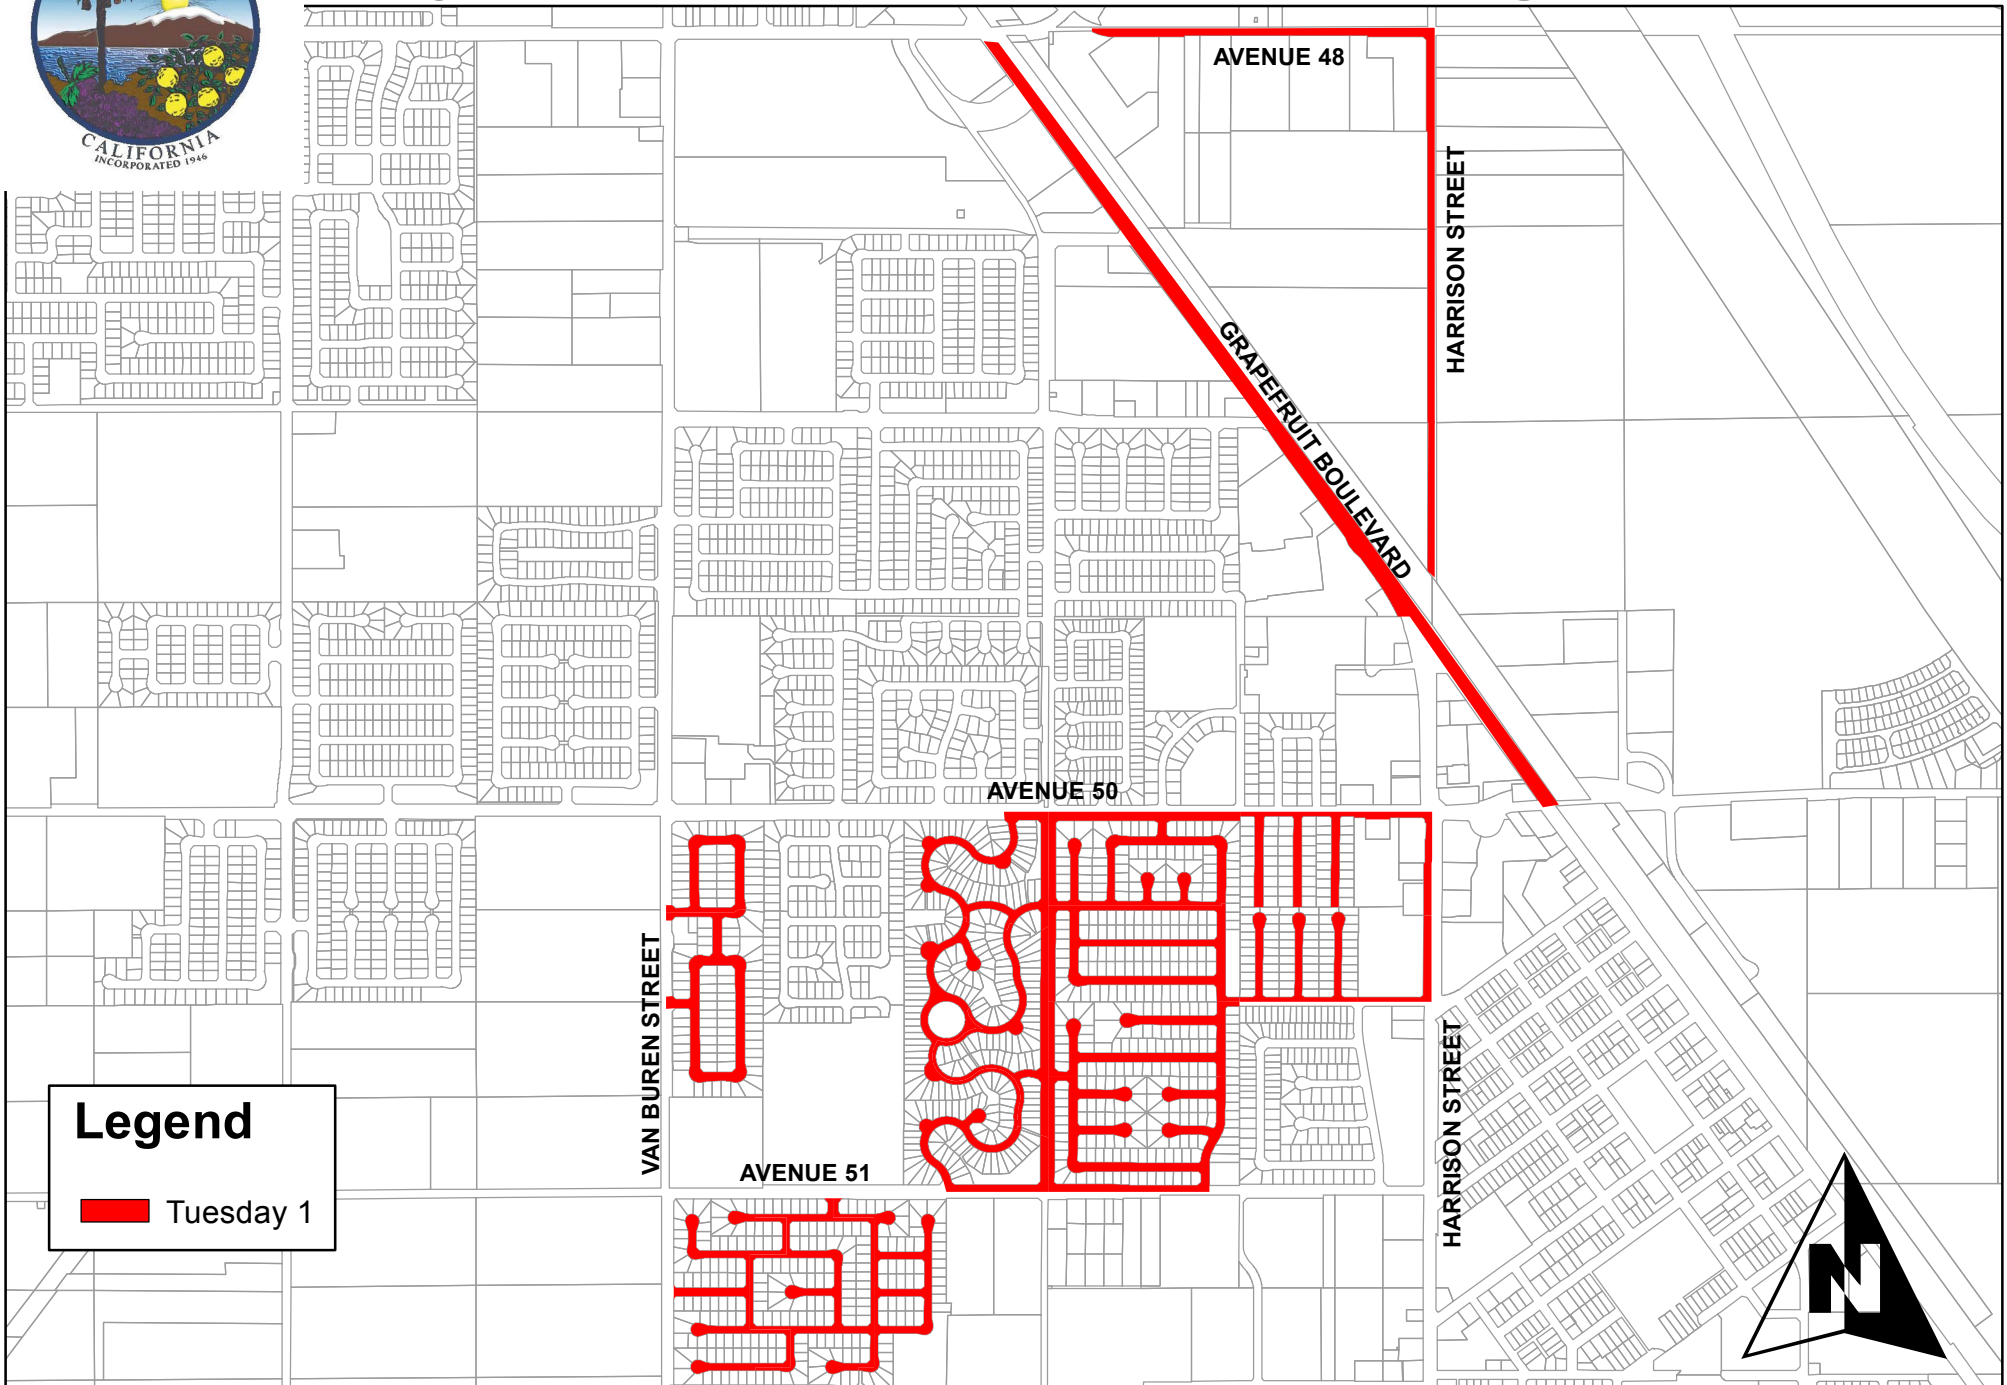 CALIFORNIA
INCORPORATED 1946
AVENUE 48
HARRISON STREET
GRAPEFRUIT BOULEVARD
AVENUE 50
VAN BUREN STREET
HARRISON STREET
AVENUE 51
Legend
Tuesday 1
N